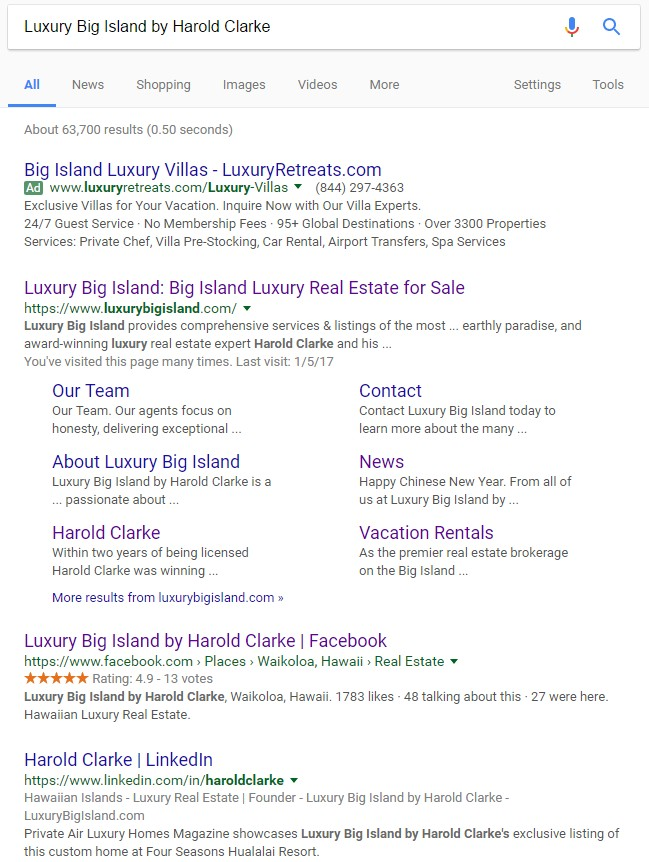 Luxury Big Island by Harold Clarke
All News Shopping Images Videos More Settings Tools
About 63,700 results (0.50 seconds)
Big Island Luxury Villas - LuxuryRetreats.com
Ad www.luxuryretreats.com/Luxury-Villas (844) 297-4363
Exclusive Villas for Your Vacation. Inquire Now with Our Villa Experts.
24/7 Guest Service · No Membership Fees · 95+ Global Destinations · Over 3300 Properties
Services: Private Chef, Villa Pre-Stocking, Car Rental, Airport Transfers, Spa Services
Luxury Big Island: Big Island Luxury Real Estate for Sale
https://www.luxurybigisland.com/
Luxury Big Island provides comprehensive services & listings of the most ... earthly paradise, and
award-winning luxury real estate expert Harold Clarke and his ...
You've visited this page many times. Last visit: 1/5/17
Our Team
Our Team. Our agents focus on
honesty, delivering exceptional ...
Contact
Contact Luxury Big Island today to
learn more about the many ...
About Luxury Big Island
Luxury Big Island by Harold Clarke is a
... passionate about ...
News
Happy Chinese New Year. From all of
us at Luxury Big Island by ...
Harold Clarke
Within two years of being licensed
Harold Clarke was winning ...
Vacation Rentals
As the premier real estate brokerage
on the Big Island ...
More results from luxurybigisland.com »
Luxury Big Island by Harold Clarke | Facebook
https://www.facebook.com › Places › Waikoloa, Hawaii › Real Estate
Rating: 4.9 - 13 votes
Luxury Big Island by Harold Clarke, Waikoloa, Hawaii. 1783 likes · 48 talking about this · 27 were here.
Hawaiian Luxury Real Estate.
Harold Clarke | LinkedIn
https://www.linkedin.com/in/haroldclarke
Hawaiian Islands - Luxury Real Estate | Founder - Luxury Big Island by Harold Clarke -
LuxuryBigIsland.com
Private Air Luxury Homes Magazine showcases Luxury Big Island by Harold Clarke's exclusive listing of
this custom home at Four Seasons Hualalai Resort.